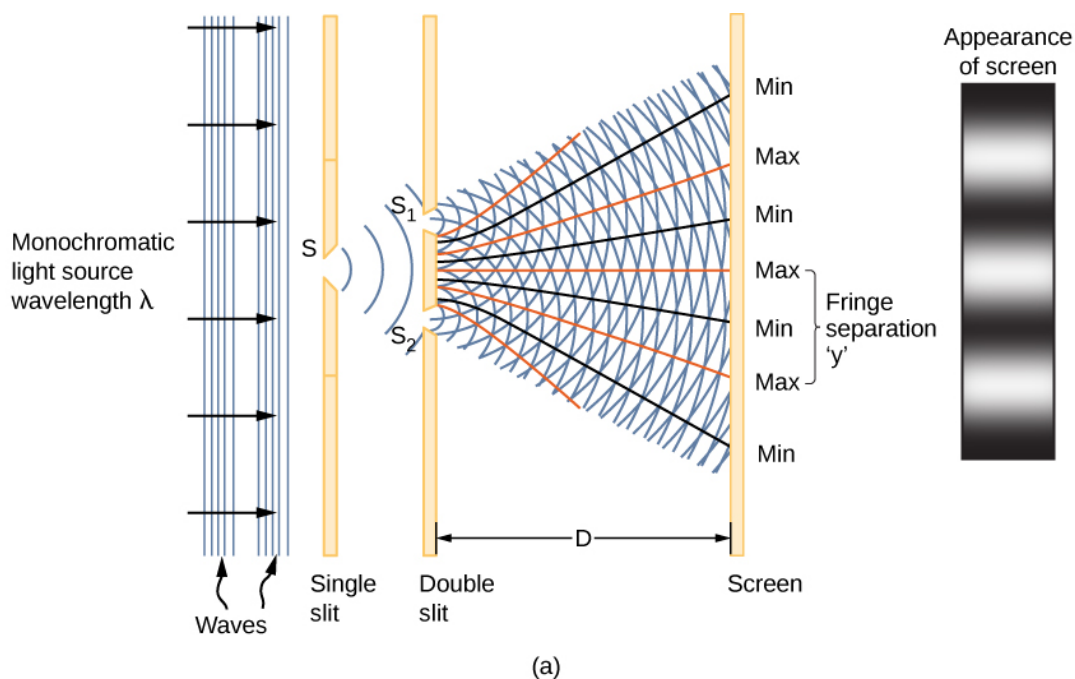 Appearance
of screen
Min
Max
Min
Max
Min
Max
Min
S₁
S
S₂
Monochromatic
light source
wavelength λ
Fringe
separation
‘y’
D
Single
slit
Double
slit
Screen
Waves
(a)